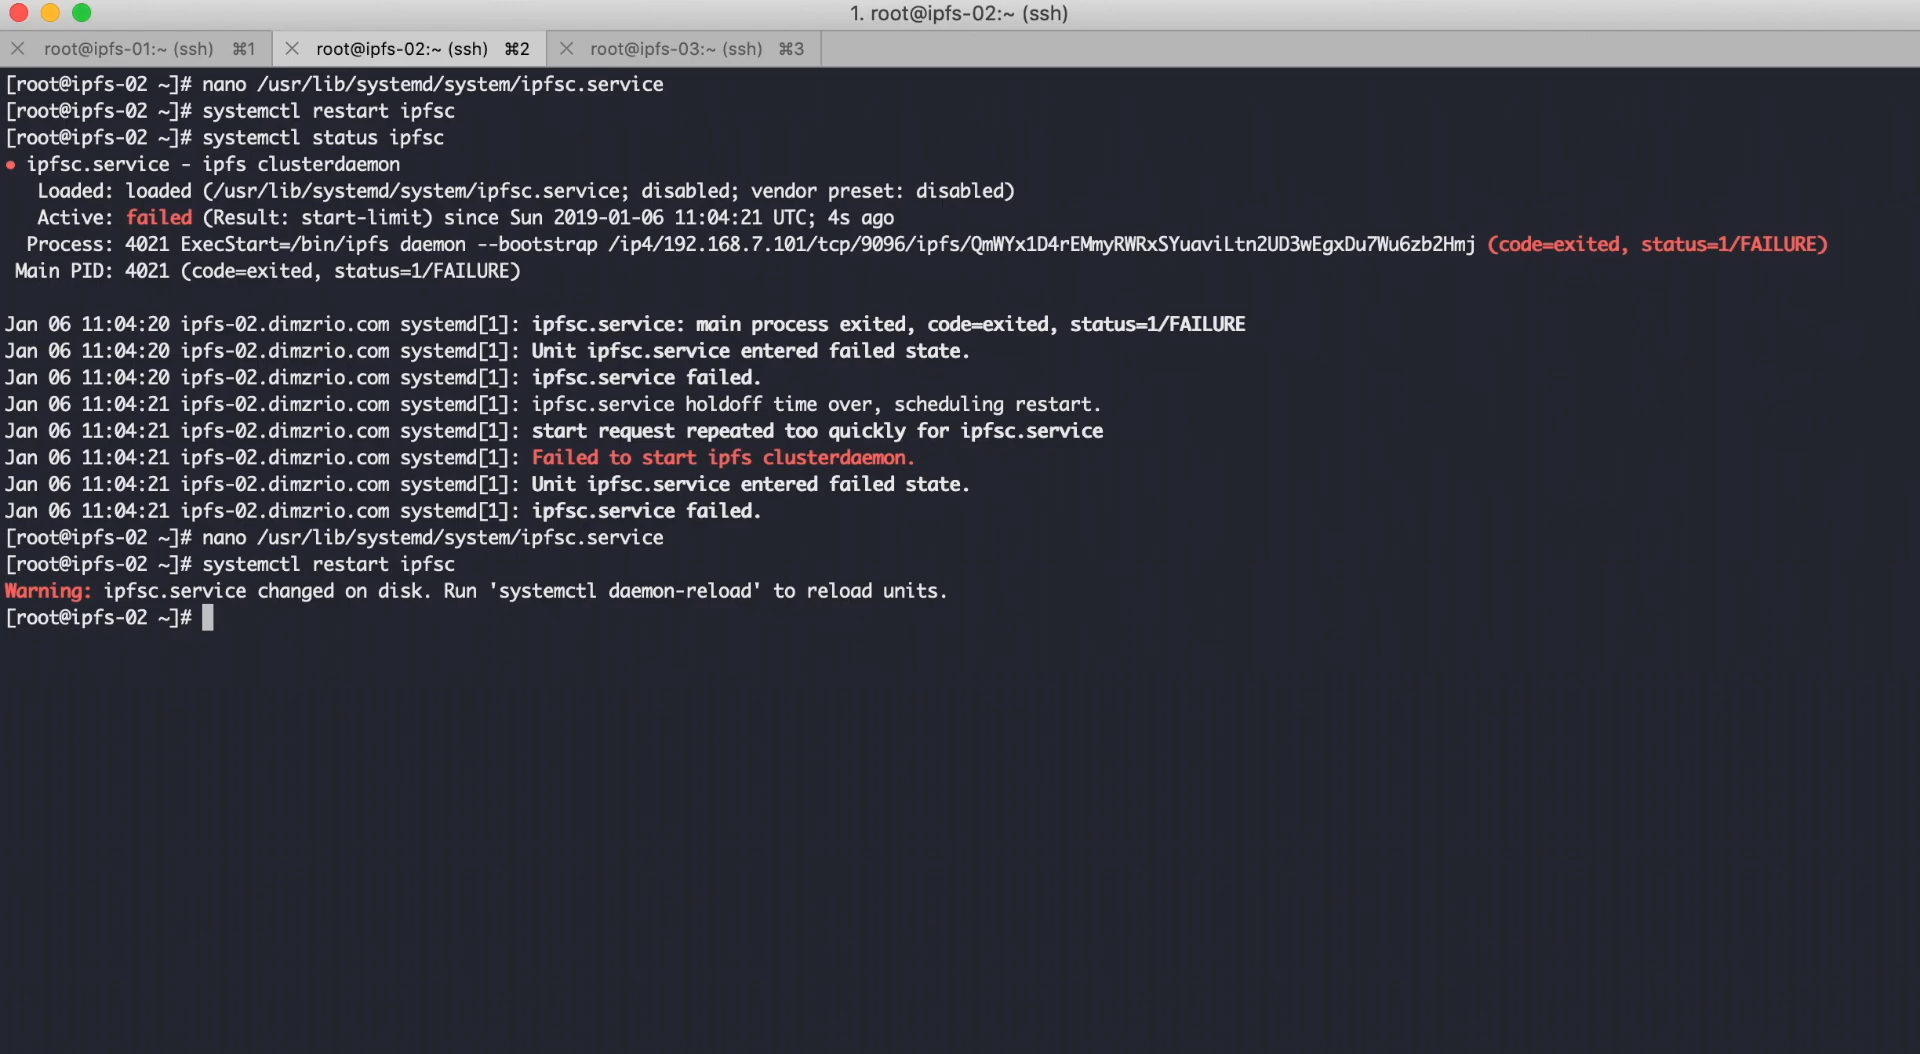 1. root@ipfs-02:~ (ssh)
root@ipfs-01:~ (ssh) ⌘1 root@ipfs-02:~ (ssh) ⌘2 root@ipfs-03:~ (ssh) ⌘3
[root@ipfs-02 ~]# nano /usr/lib/systemd/system/ipfsc.service
[root@ipfs-02 ~]# systemctl restart ipfsc
[root@ipfs-02 ~]# systemctl status ipfsc
● ipfsc.service - ipfs clusterdaemon
Loaded: loaded (/usr/lib/systemd/system/ipfsc.service; disabled; vendor preset: disabled)
Active: failed (Result: start-limit) since Sun 2019-01-06 11:04:21 UTC; 4s ago
Process: 4021 ExecStart=/bin/ipfs daemon --bootstrap /ip4/192.168.7.101/tcp/9096/ipfs/QmWYx1D4rEMmyRWRxSYuaviLtn2UD3wEgxDu7Wu6zb2Hmj (code=exited, status=1/FAILURE)
Main PID: 4021 (code=exited, status=1/FAILURE)
Jan 06 11:04:20 ipfs-02.dimzrio.com systemd[1]: ipfsc.service: main process exited, code=exited, status=1/FAILURE
Jan 06 11:04:20 ipfs-02.dimzrio.com systemd[1]: Unit ipfsc.service entered failed state.
Jan 06 11:04:20 ipfs-02.dimzrio.com systemd[1]: ipfsc.service failed.
Jan 06 11:04:21 ipfs-02.dimzrio.com systemd[1]: ipfsc.service holdoff time over, scheduling restart.
Jan 06 11:04:21 ipfs-02.dimzrio.com systemd[1]: start request repeated too quickly for ipfsc.service
Jan 06 11:04:21 ipfs-02.dimzrio.com systemd[1]: Failed to start ipfs clusterdaemon.
Jan 06 11:04:21 ipfs-02.dimzrio.com systemd[1]: Unit ipfsc.service entered failed state.
Jan 06 11:04:21 ipfs-02.dimzrio.com systemd[1]: ipfsc.service failed.
[root@ipfs-02 ~]# nano /usr/lib/systemd/system/ipfsc.service
[root@ipfs-02 ~]# systemctl restart ipfsc
Warning: ipfsc.service changed on disk. Run 'systemctl daemon-reload' to reload units.
[root@ipfs-02 ~]#